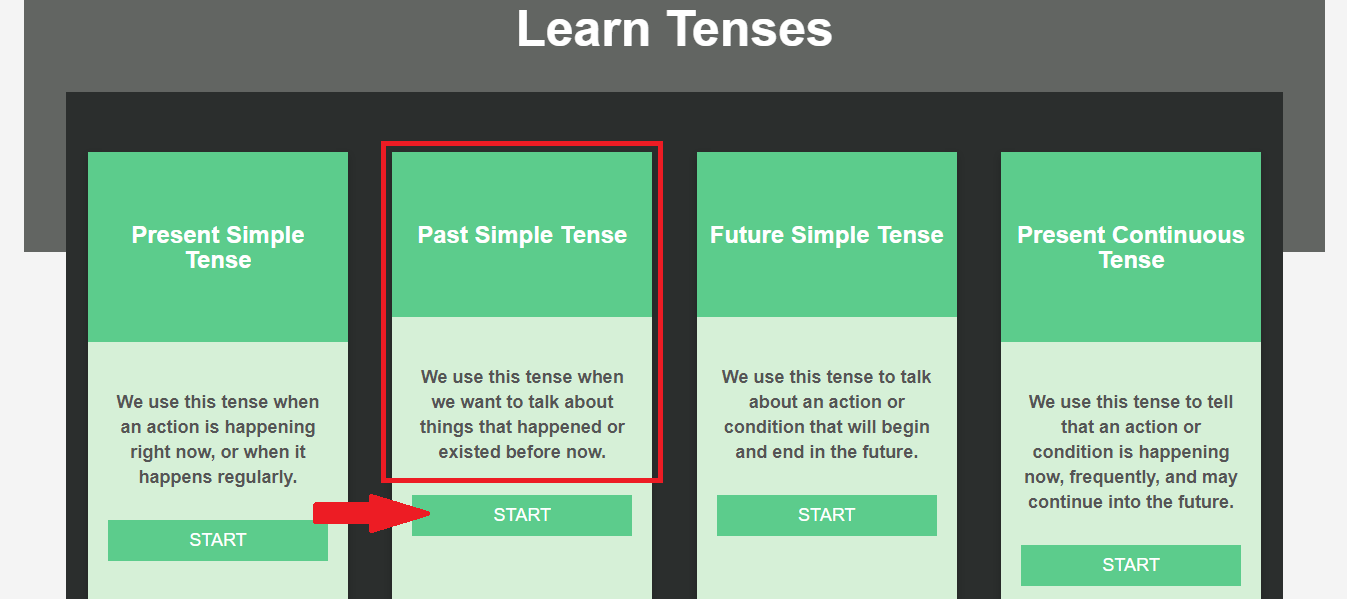 Learn Tenses
Present Simple
Tense
We use this tense when
an action is happening
right now, or when it
happens regularly.
START
Past Simple Tense
We use this tense when
we want to talk about
things that happened or
existed before now.
START
Future Simple Tense
We use this tense to talk
about an action or
condition that will begin
and end in the future.
START
Present Continuous
Tense
We use this tense to tell
that an action or
condition is happening
now, frequently, and may
continue into the future.
START